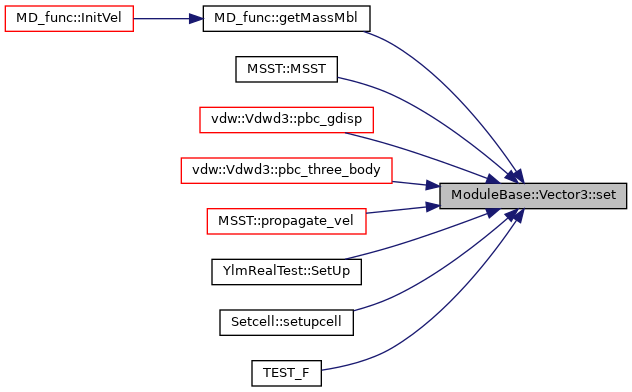 MD_func::InitVel
MD_func::getMassMbl
MSST::MSST
vdw::Vdwd3::pbc_gdisp
vdw::Vdwd3::pbc_three_body
ModuleBase::Vector3::set
MSST::propagate_vel
YlmRealTest::SetUp
Setcell::setupcell
TEST_F